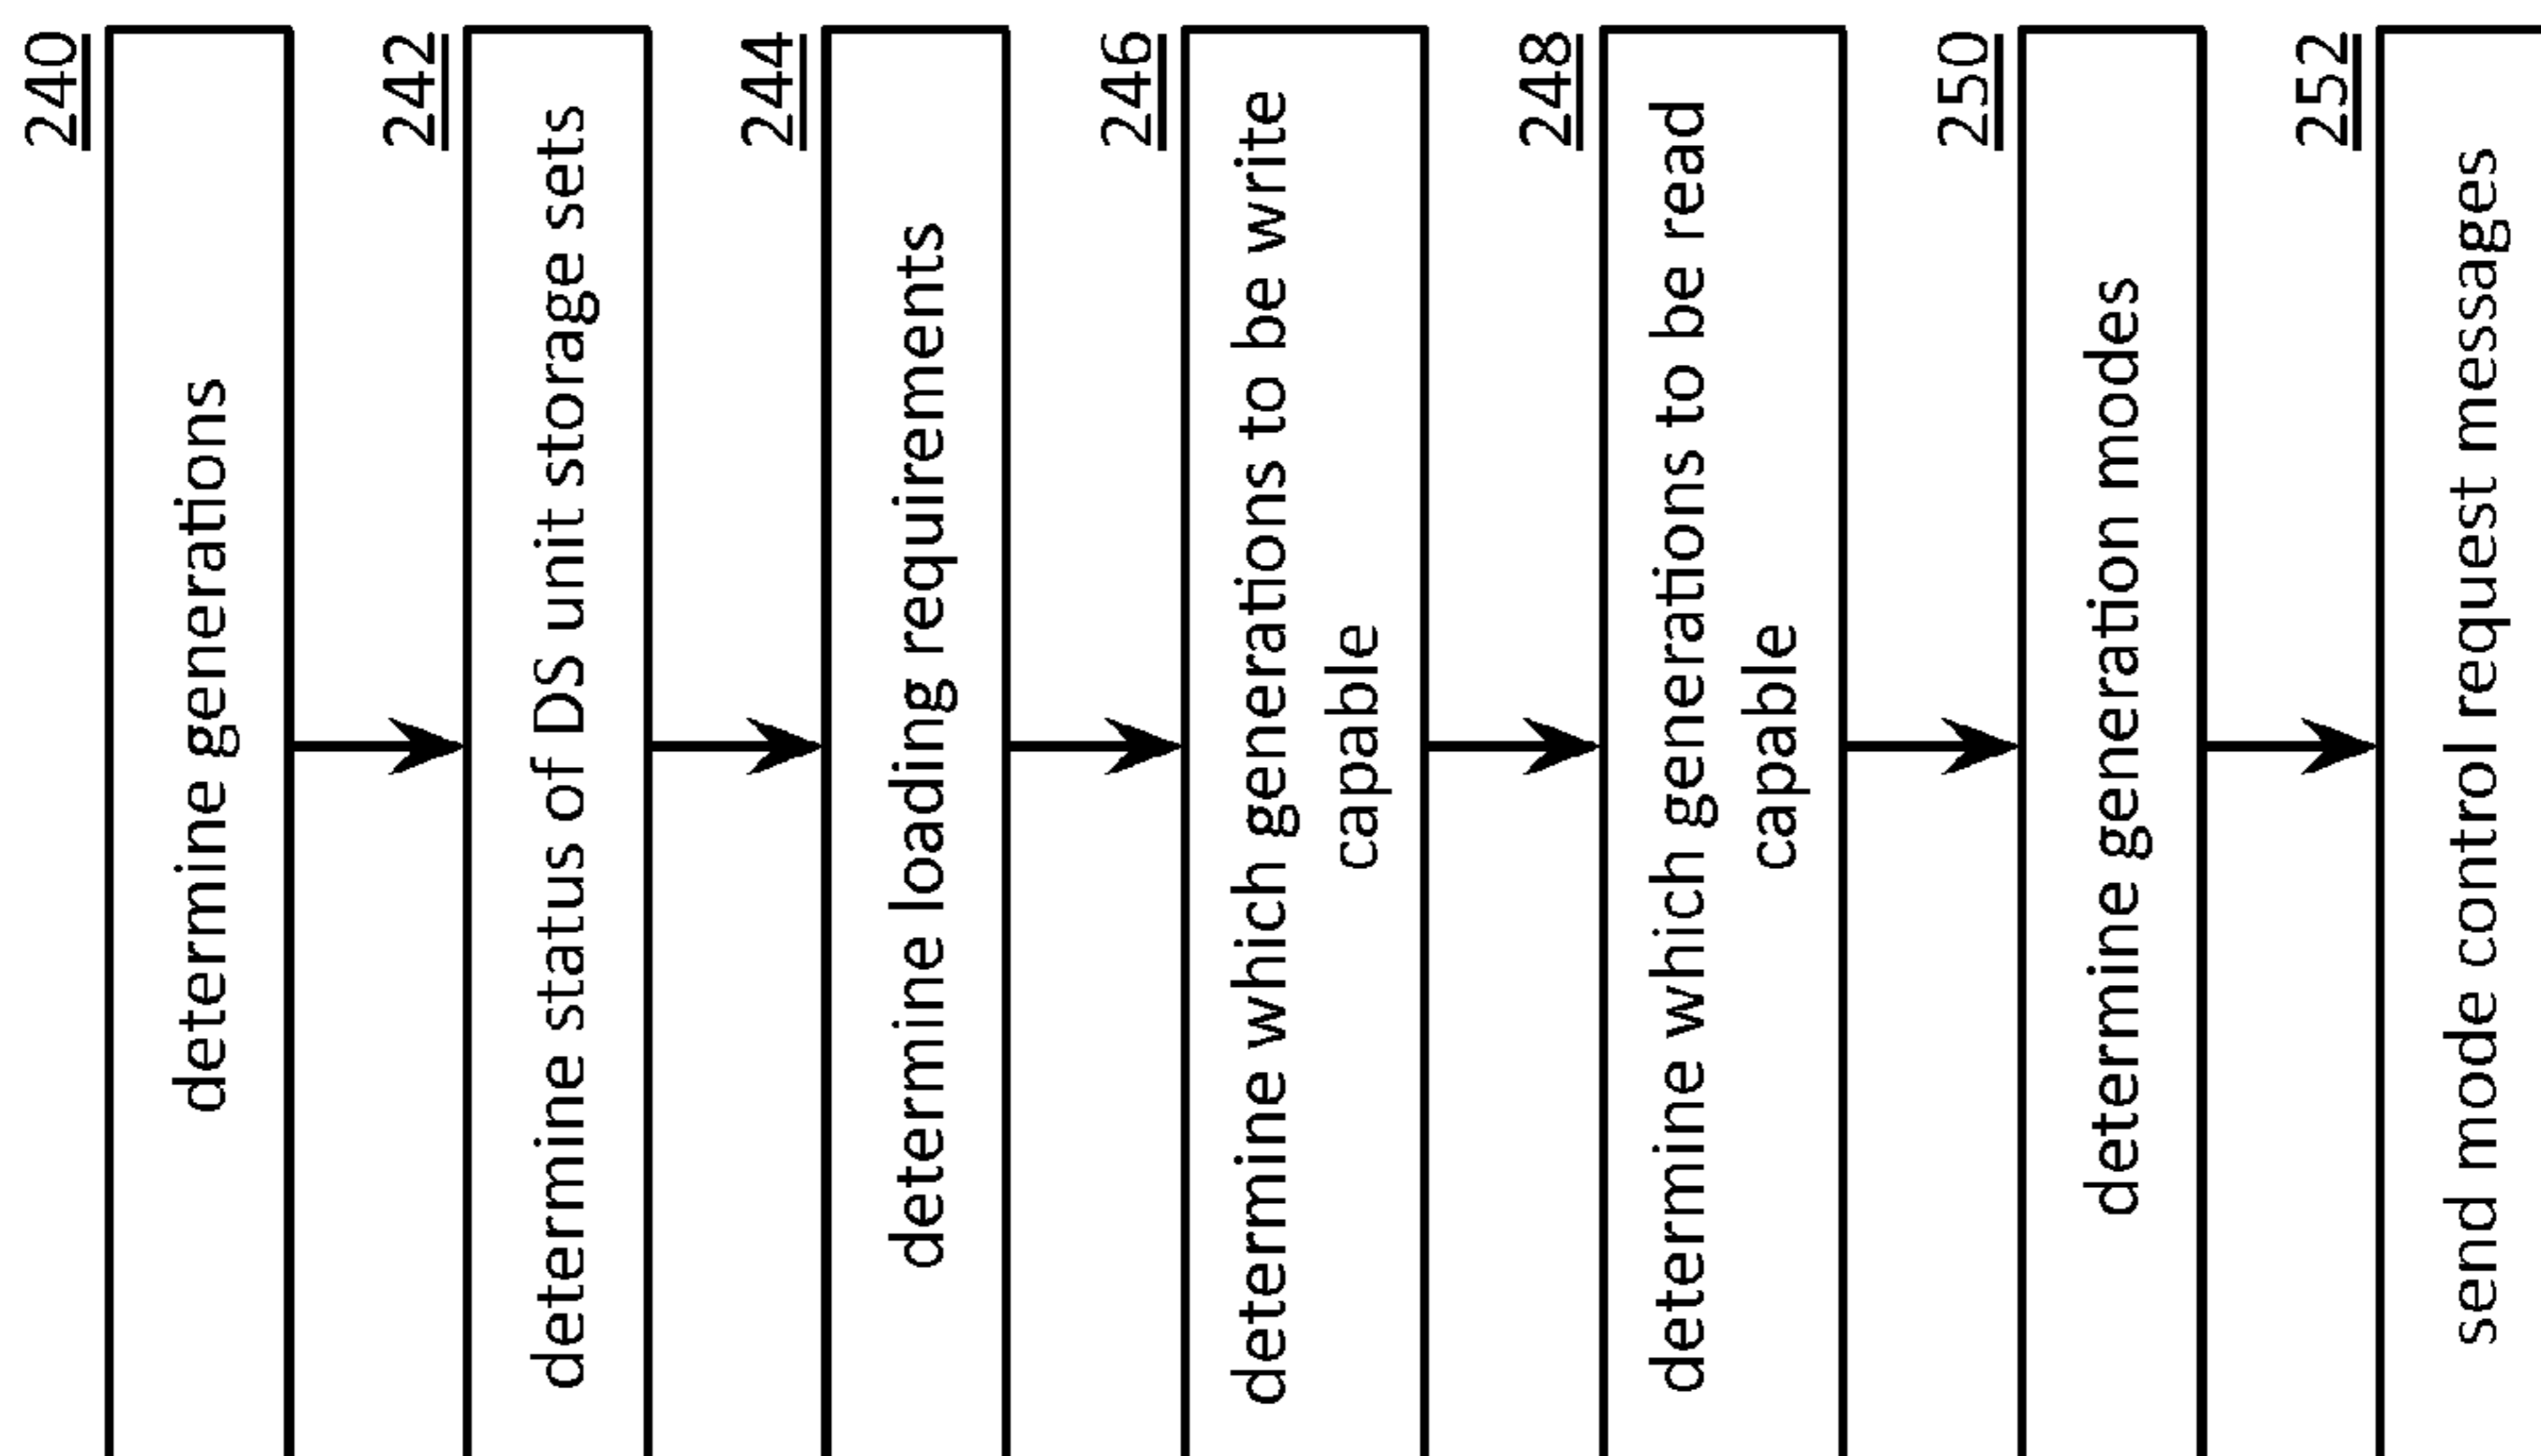 240
determine generations
242
determine status of DS unit storage sets
244
determine loading requirements
246
determine which generations to be write
capable
248
determine which generations to be read
capable
250
determine generation modes
252
send mode control request messages